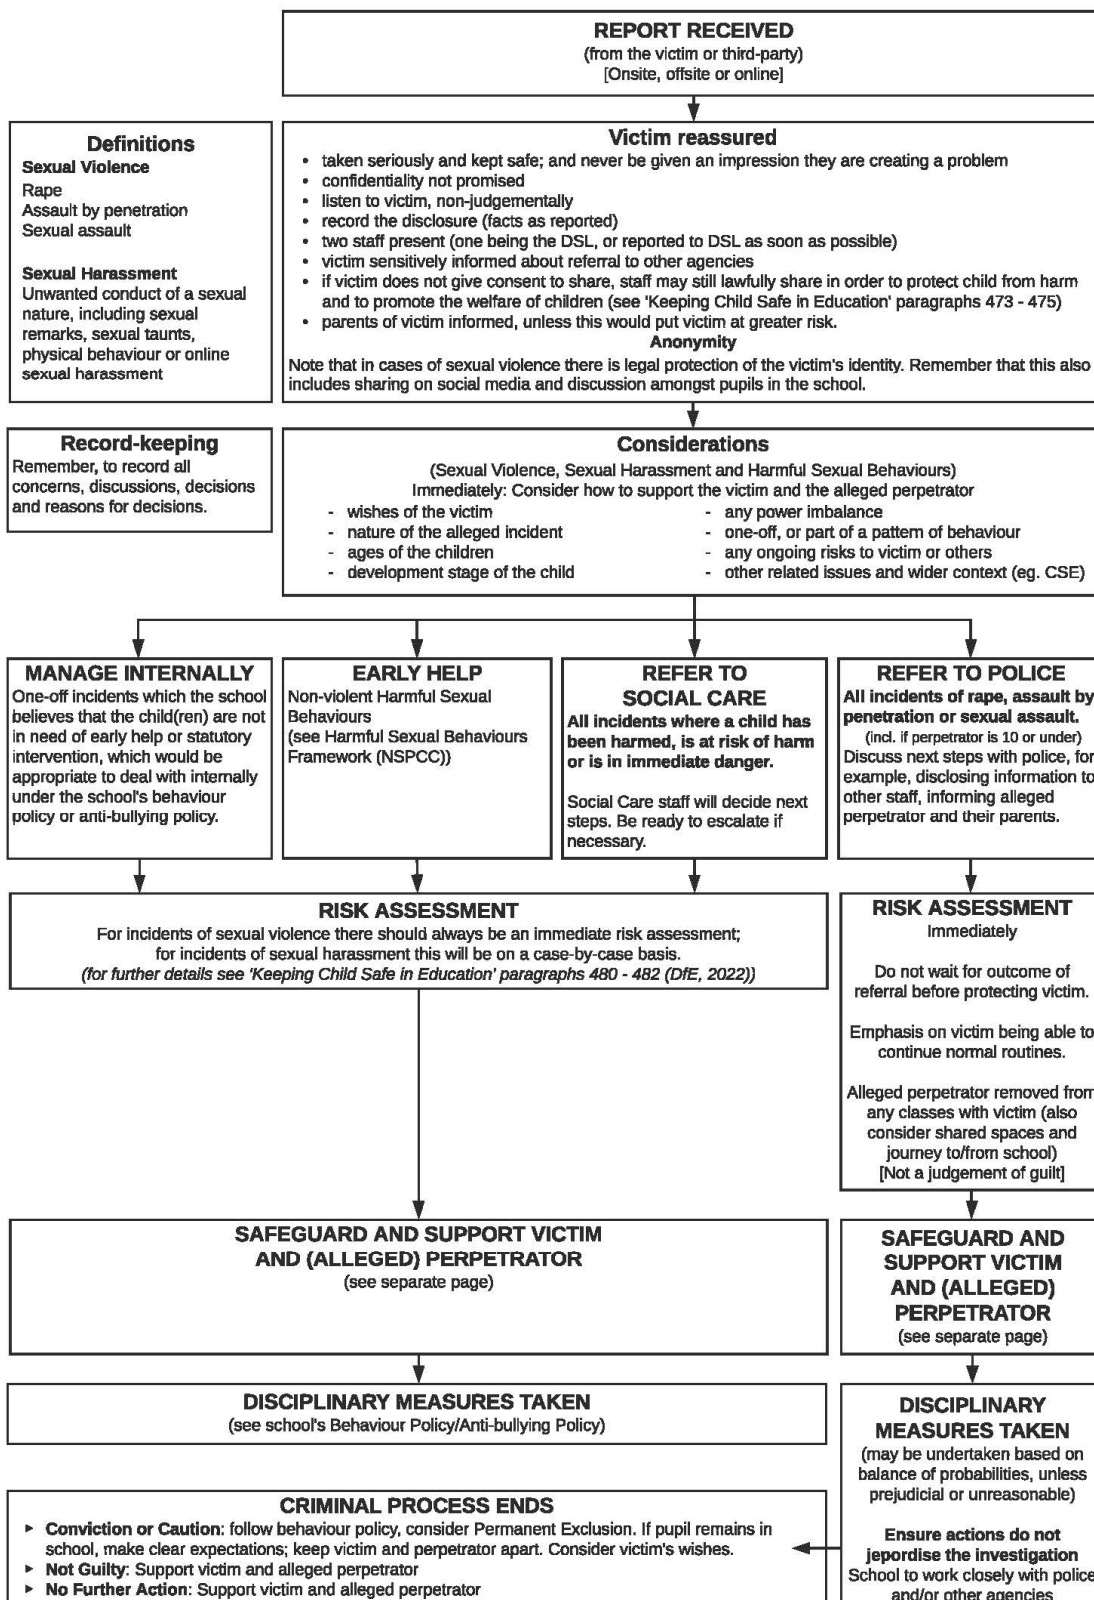 REPORT RECEIVED
(from the victim or third-party)
[Onsite, offsite or online]
Definitions
Sexual Violence
Rape
Assault by penetration
Sexual assault
Sexual Harassment
Unwanted conduct of a sexual
nature, including sexual
remarks, sexual taunts,
physical behaviour or online
sexual harassment
Victim reassured
• taken seriously and kept safe; and never be given an impression they are creating a problem
• confidentiality not promised
• listen to victim, non-judgementally
• record the disclosure (facts as reported)
• two staff present (one being the DSL, or reported to DSL as soon as possible)
• victim sensitively informed about referral to other agencies
• if victim does not give consent to share, staff may still lawfully share in order to protect child from harm
and to promote the welfare of children (see 'Keeping Child Safe in Education' paragraphs 473 - 475)
• parents of victim informed, unless this would put victim at greater risk.
Anonymity
Note that in cases of sexual violence there is legal protection of the victim's identity. Remember that this also
includes sharing on social media and discussion amongst pupils in the school.
Record-keeping
Remember, to record all
concerns, discussions, decisions
and reasons for decisions.
Considerations
(Sexual Violence, Sexual Harassment and Harmful Sexual Behaviours)
Immediately: Consider how to support the victim and the alleged perpetrator
- wishes of the victim
- nature of the alleged incident
- ages of the children
- development stage of the child
- any power imbalance
- one-off, or part of a pattern of behaviour
- any ongoing risks to victim or others
- other related issues and wider context (eg. CSE)
MANAGE INTERNALLY
One-off incidents which the school
believes that the child(ren) are not
in need of early help or statutory
intervention, which would be
appropriate to deal with internally
under the school's behaviour
policy or anti-bullying policy.
EARLY HELP
Non-violent Harmful Sexual
Behaviours
(see Harmful Sexual Behaviours
Framework (NSPCC))
REFER TO
SOCIAL CARE
All incidents where a child has
been harmed, is at risk of harm
or is in immediate danger.
Social Care staff will decide next
steps. Be ready to escalate if
necessary.
REFER TO POLICE
All incidents of rape, assault by
penetration or sexual assault.
(incl. if perpetrator is 10 or under)
Discuss next steps with police, for
example, disclosing information to
other staff, informing alleged
perpetrator and their parents.
RISK ASSESSMENT
For incidents of sexual violence there should always be an immediate risk assessment;
for incidents of sexual harassment this will be on a case-by-case basis.
(for further details see 'Keeping Child Safe in Education' paragraphs 480 - 482 (DfE, 2022))
RISK ASSESSMENT
Immediately
Do not wait for outcome of
referral before protecting victim.
Emphasis on victim being able to
continue normal routines.
Alleged perpetrator removed from
any classes with victim (also
consider shared spaces and
journey to/from school)
[Not a judgement of guilt]
SAFEGUARD AND SUPPORT VICTIM
AND (ALLEGED) PERPETRATOR
(see separate page)
SAFEGUARD AND
SUPPORT VICTIM
AND (ALLEGED)
PERPETRATOR
(see separate page)
DISCIPLINARY MEASURES TAKEN
(see school's Behaviour Policy/Anti-bullying Policy)
DISCIPLINARY
MEASURES TAKEN
(may be undertaken based on
balance of probabilities, unless
prejudicial or unreasonable)
Ensure actions do not
jepordise the investigation
School to work closely with police
and/or other agencies
CRIMINAL PROCESS ENDS
▸ Conviction or Caution: follow behaviour policy, consider Permanent Exclusion. If pupil remains in
school, make clear expectations; keep victim and perpetrator apart. Consider victim's wishes.
▸ Not Guilty: Support victim and alleged perpetrator
▸ No Further Action: Support victim and alleged perpetrator